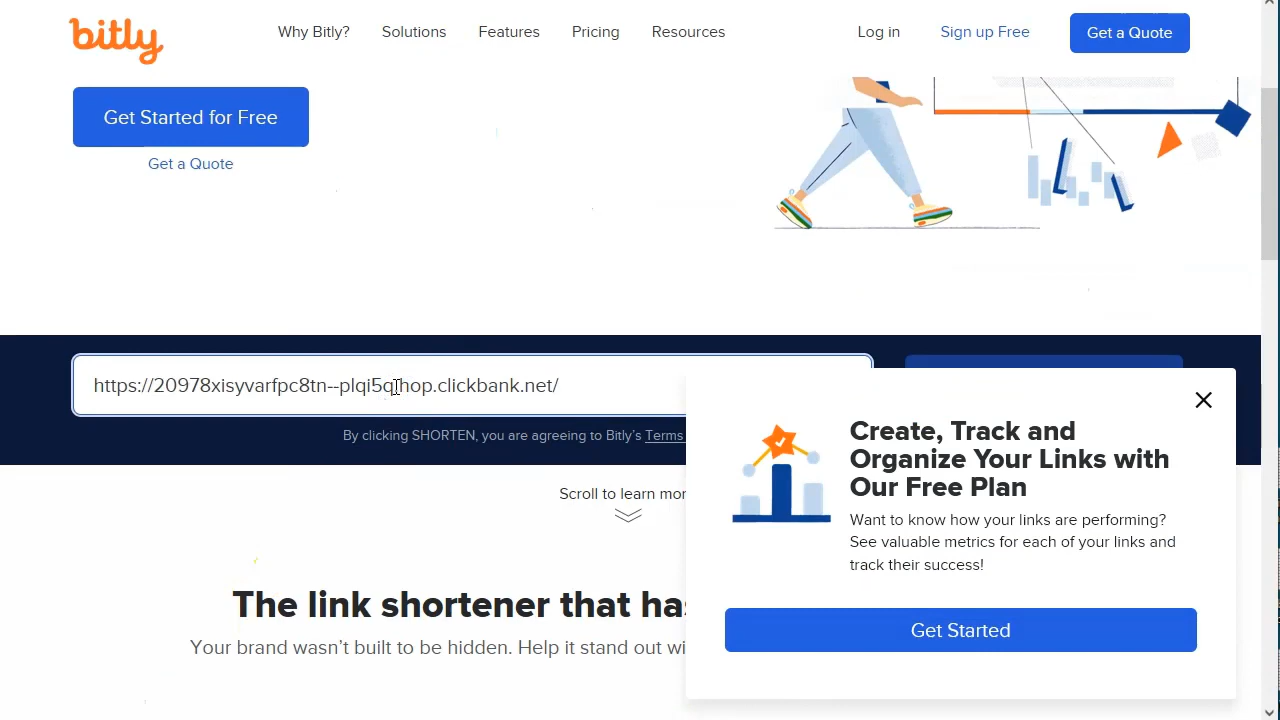 bitly
Why Bitly? Solutions Features Pricing Resources Log in Sign up Free Get a Quote
Get Started for Free
Get a Quote
https://20978xisyvarfpc8tn--plqi5q.hop.clickbank.net/
By clicking SHORTEN, you are agreeing to Bitly’s Terms
Scroll to learn mor
The link shortener that has
Your brand wasn’t built to be hidden. Help it stand out wi
Create, Track and
Organize Your Links with
Our Free Plan
Want to know how your links are performing?
See valuable metrics for each of your links and
track their success!
Get Started